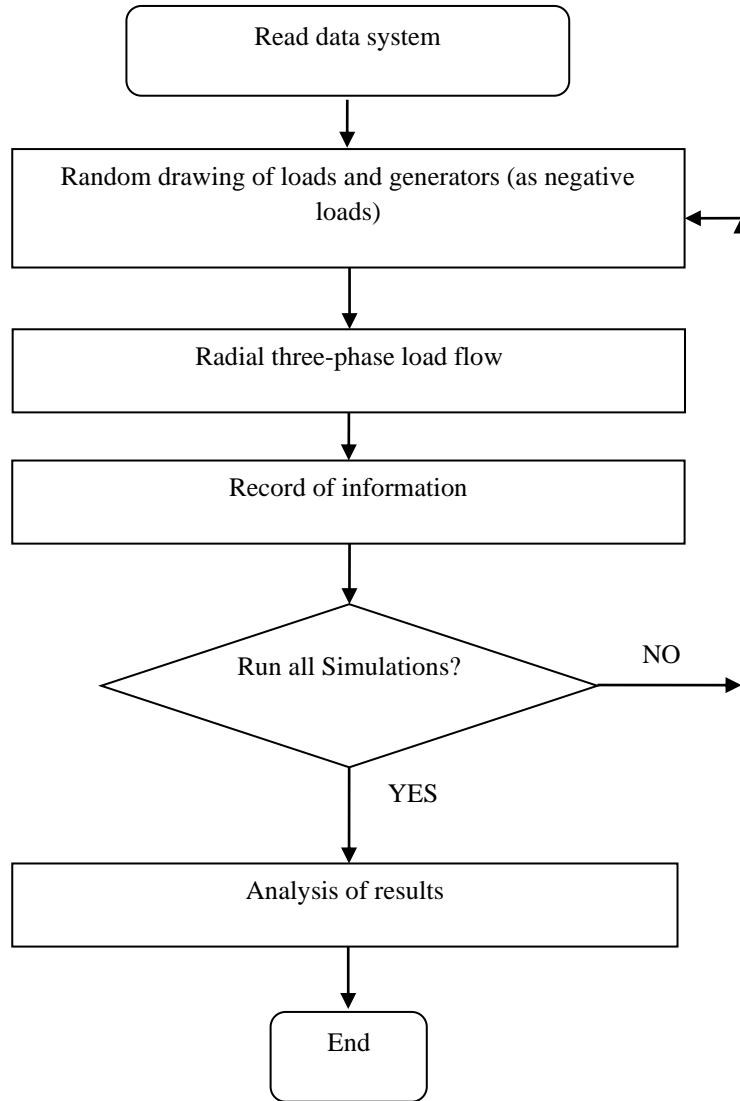 Read data system
Random drawing of loads and generators (as negative
loads)
Radial three-phase load flow
Record of information
Run all Simulations?
NO
YES
Analysis of results
End